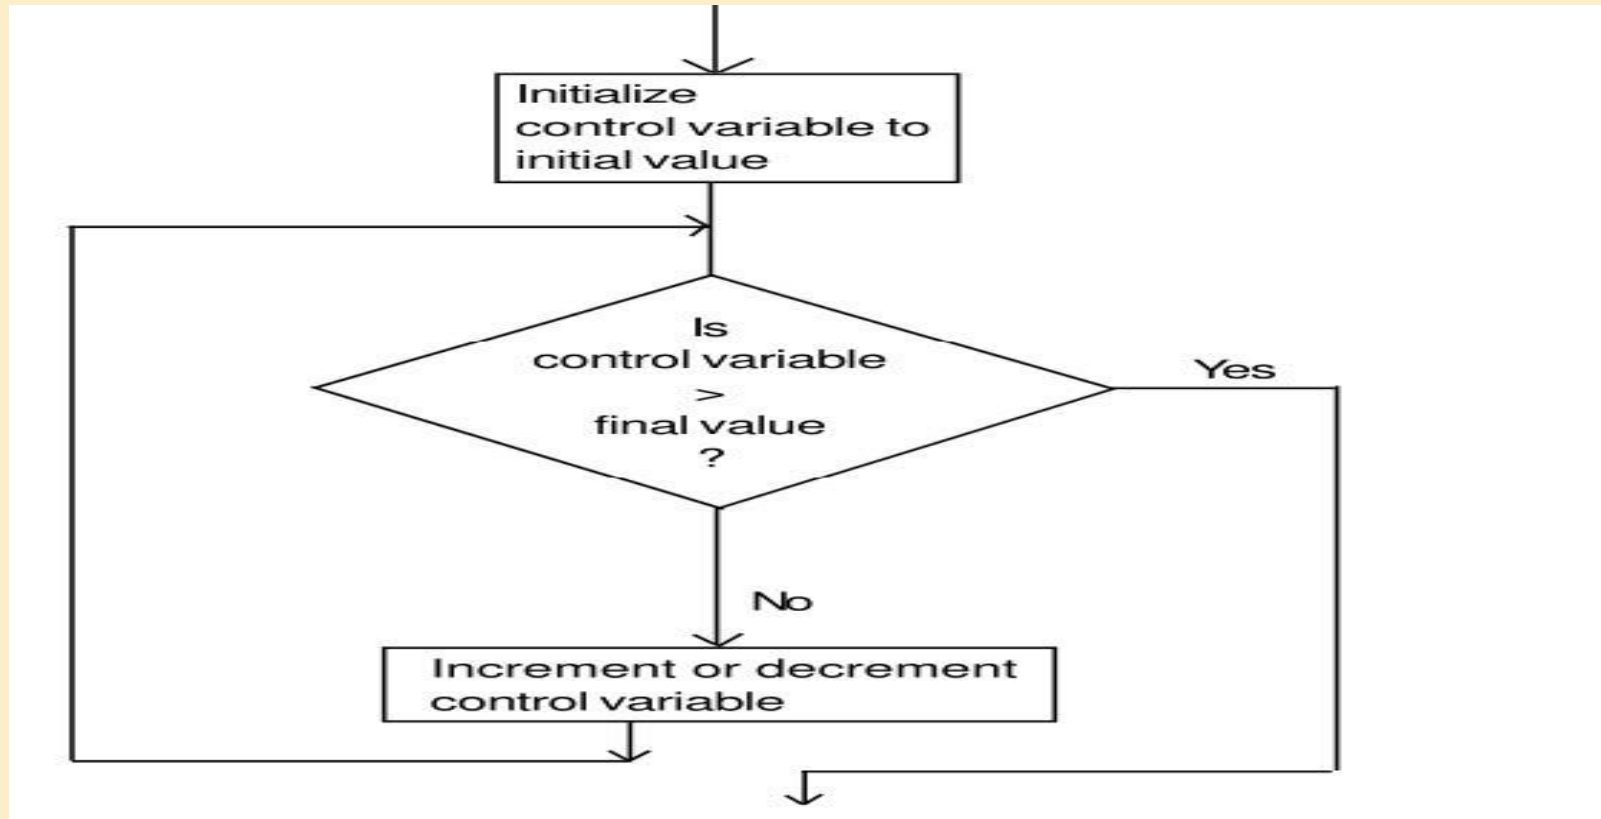 Initialize
control variable to
initial value
Is
control variable
>
final value
?
Yes
No
Increment or decrement
control variable